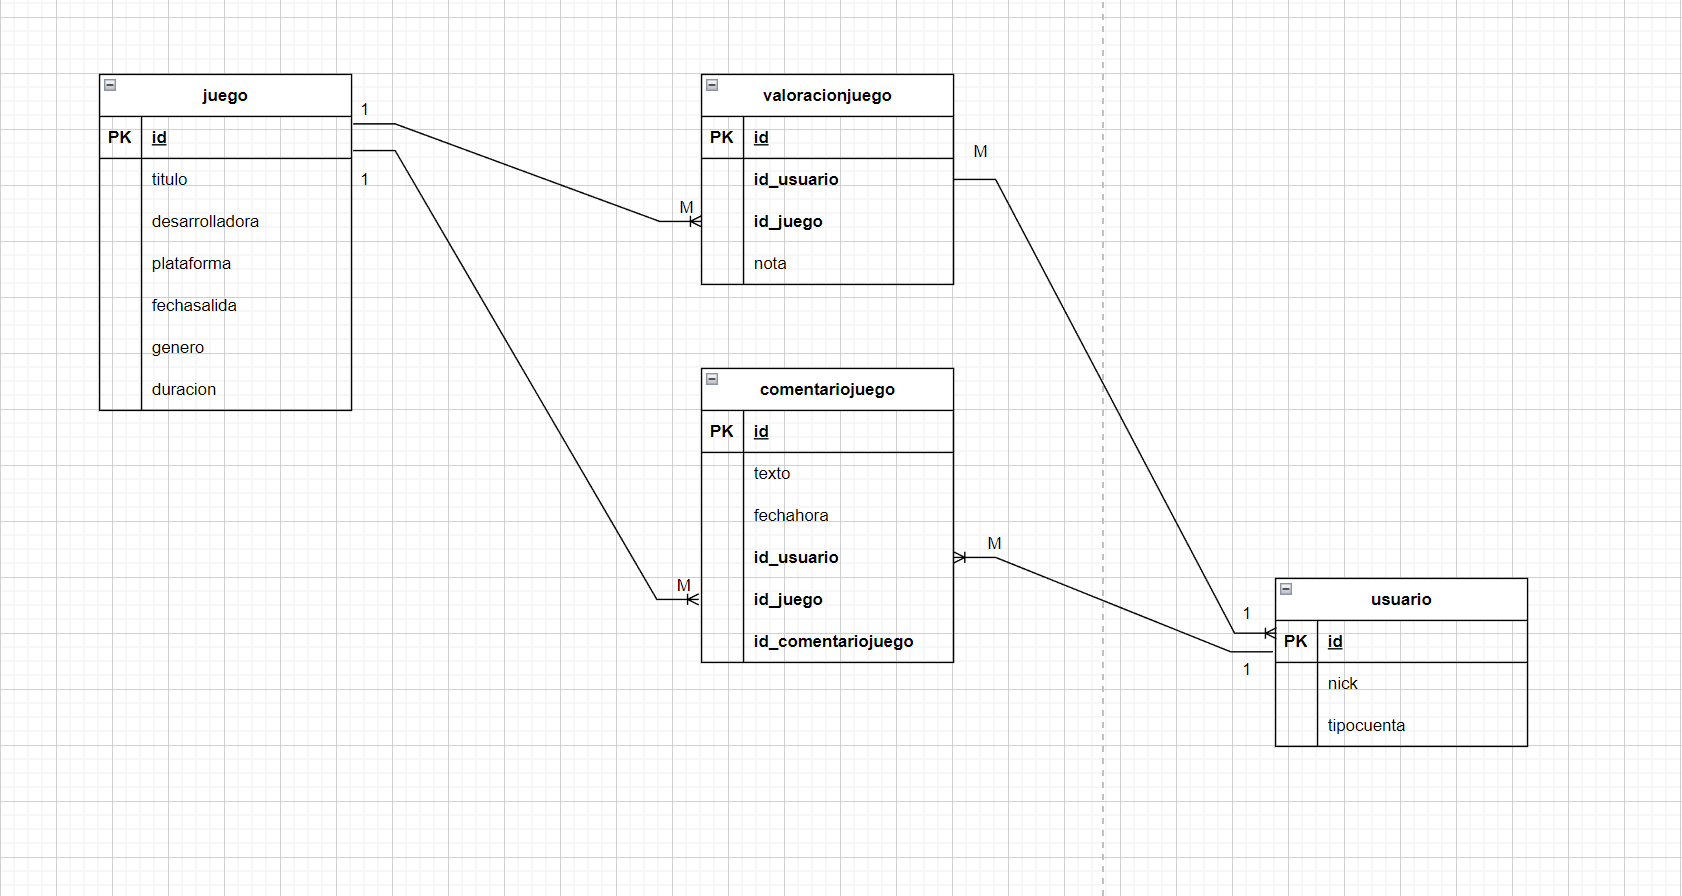 juego
PK id
titulo
desarrolladora
plataforma
fechasalida
genero
duracion
1
1
M
valoracionjuego
PK id
id_usuario
id_juego
nota
M
comentariojuego
PK id
texto
fechahora
id_usuario
id_juego
id_comentariojuego
M
M
1
1
usuario
PK id
nick
tipocuenta